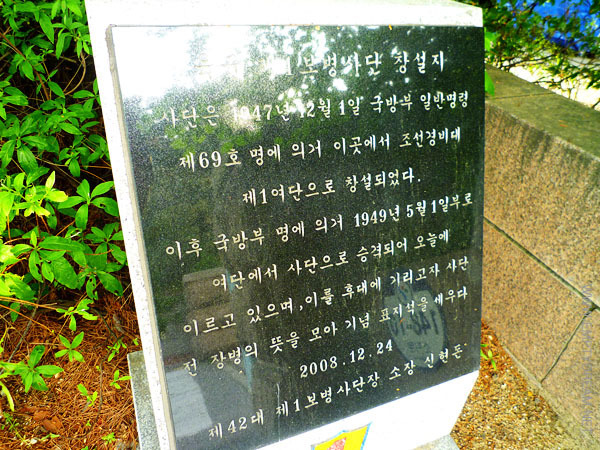 제1보병사단 창설지
사단은 1947年 12월 1일 국방부 일반명령
제69호 명에 의거 이곳에서 조선경비대
제1여단으로 창설되었다.
이후 국방부 명에 의거 1949년 5월 1일부로
여단에서 사단으로 승격되어 오늘에
이르고 있으며, 이를 후대에 기리고자 사단
전 장병의 뜻을 모아 기념 표지석을 세우다
2008.12.24
제42대 제1보병사단장 소장 신현돈